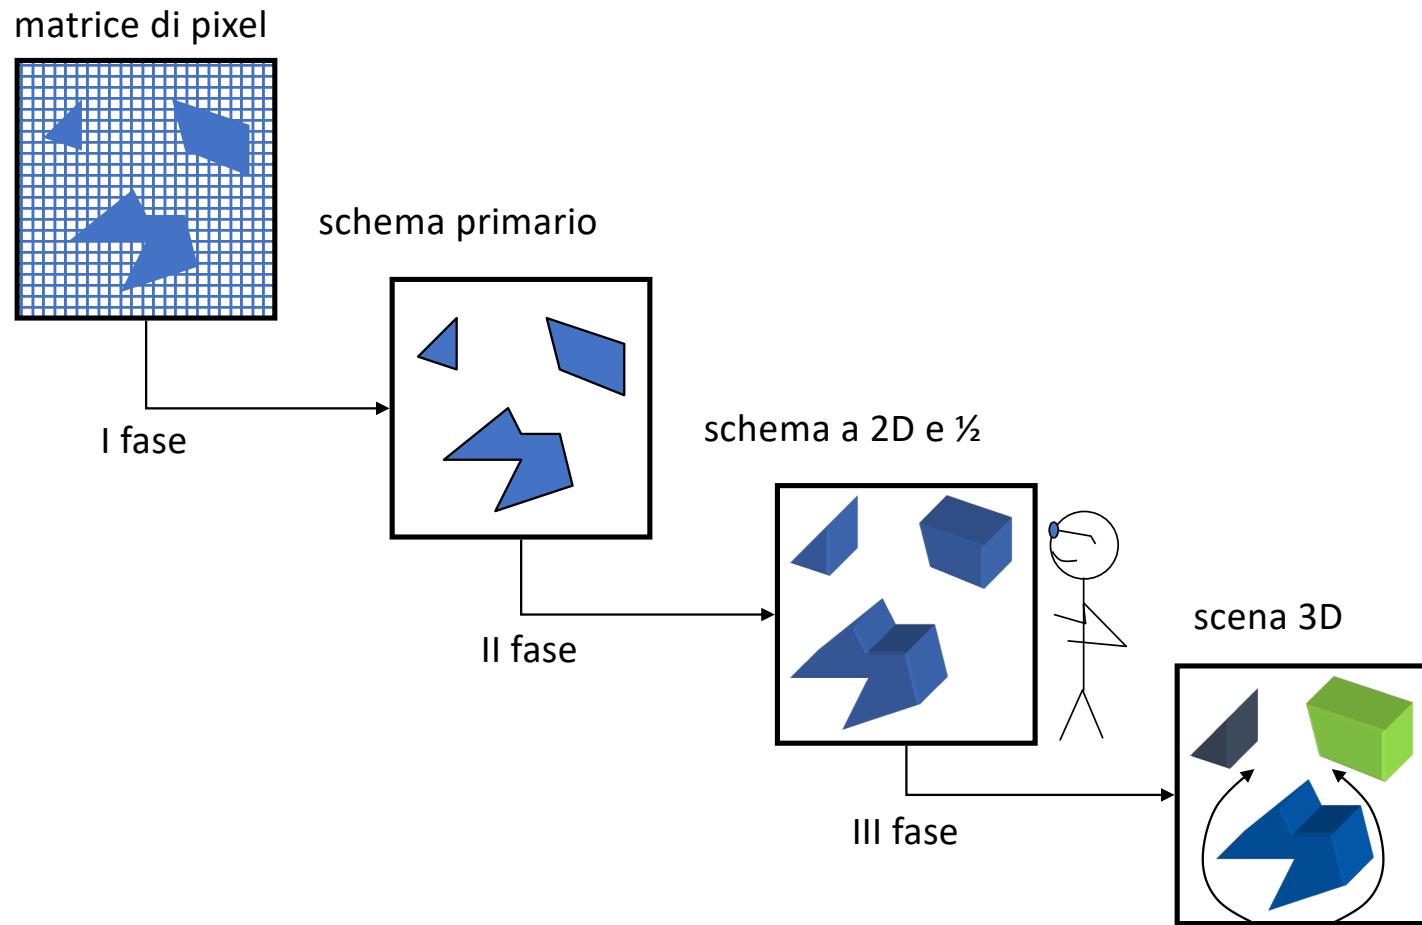 matrice di pixel
schema primario
I fase
schema a 2D e ½
II fase
scena 3D
III fase